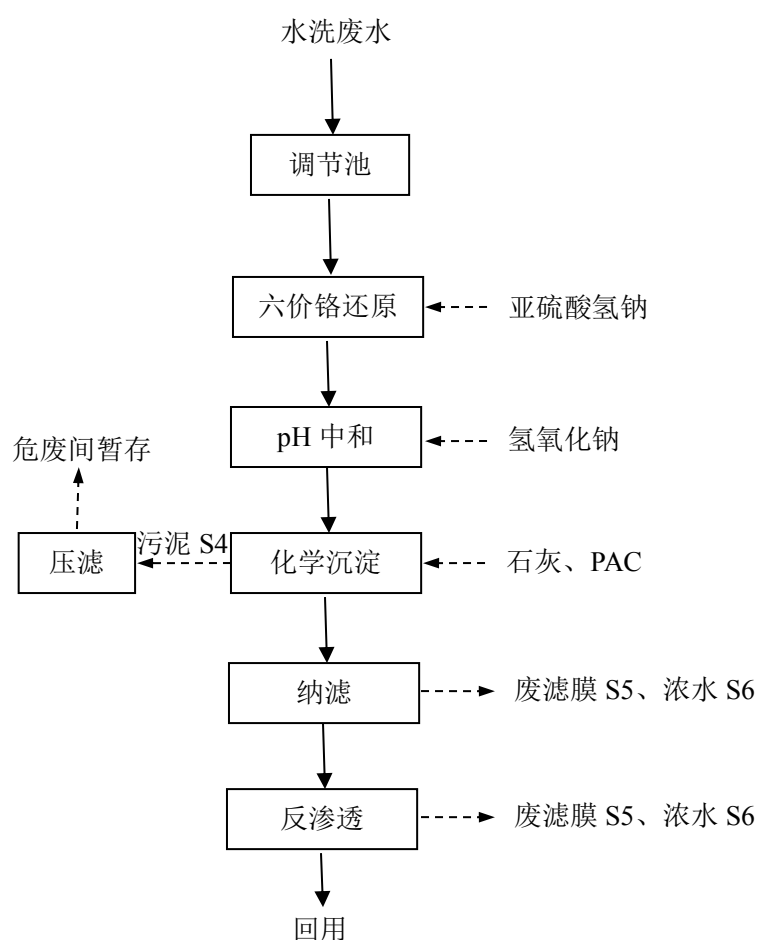 水洗废水
调节池
六价铬还原
亚硫酸氢钠
pH 中和
氢氧化钠
危废间暂存
压滤
污泥 S4
化学沉淀
石灰、PAC
纳滤
废滤膜 S5、浓水 S6
反渗透
废滤膜 S5、浓水 S6
回用